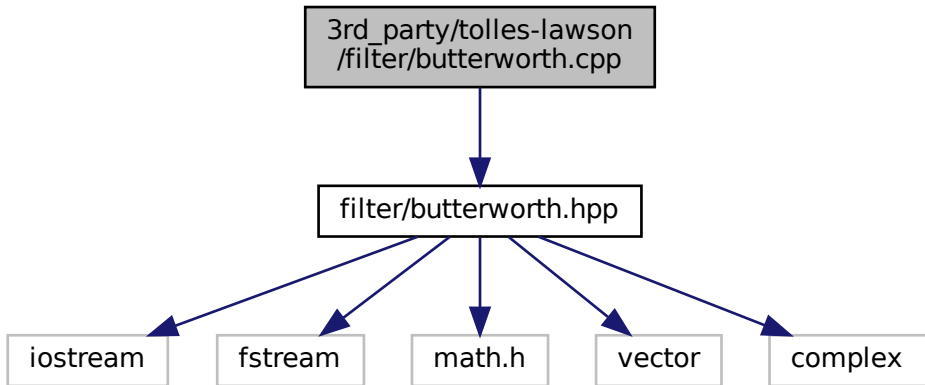 3rd_party/tolles-lawson
/filter/butterworth.cpp
filter/butterworth.hpp
iostream
fstream
math.h
vector
complex